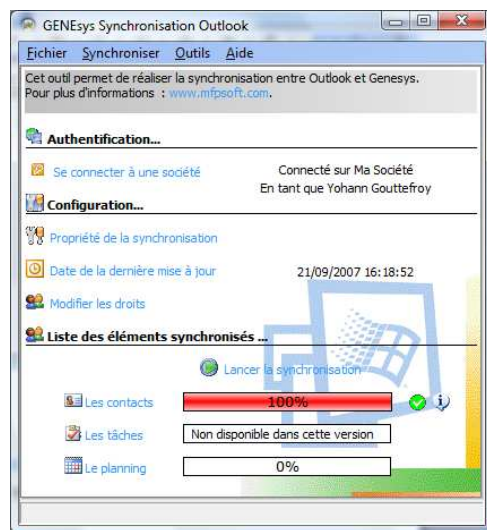 GENEsys Synchronisation Outlook
Fichier Synchroniser Outils Aide
Cet outil permet de réaliser la synchronisation entre Outlook et Genesys.
Pour plus d'informations : www.mfpsoft.com.
Authentification...
Se connecter à une société
Connecté sur Ma Société
En tant que Yohann Gouttefroy
Configuration...
Propriété de la synchronisation
Date de la dernière mise à jour 21/09/2007 16:18:52
Modifier les droits
Liste des éléments synchronisés ...
Lancer la synchronisation
Les contacts 100%
Les tâches Non disponible dans cette version
Le planning 0%